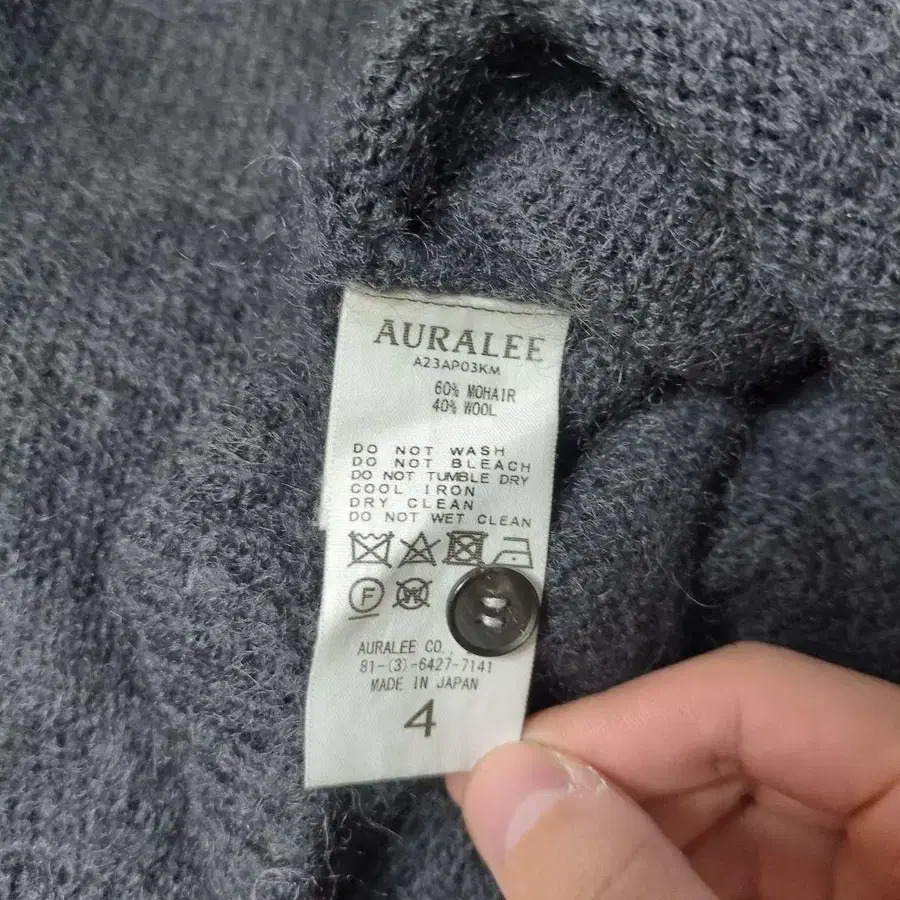 AURALEE
A23AP03KM
60% MOHAIR
40% WOOL
DO NOT WASH
DO NOT BLEACH
DO NOT TUMBLE DRY
COOL IRON
DRY CLEAN
DO NOT WET CLEAN
F W
AURALEE CO.,
81-(3)-6427-7141
MADE IN JAPAN
4